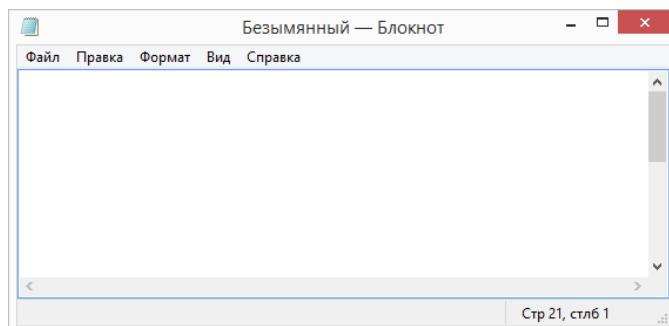 Безымянный — Блокнот
Файл Правка Формат Вид Справка
Стр 21, стлб 1